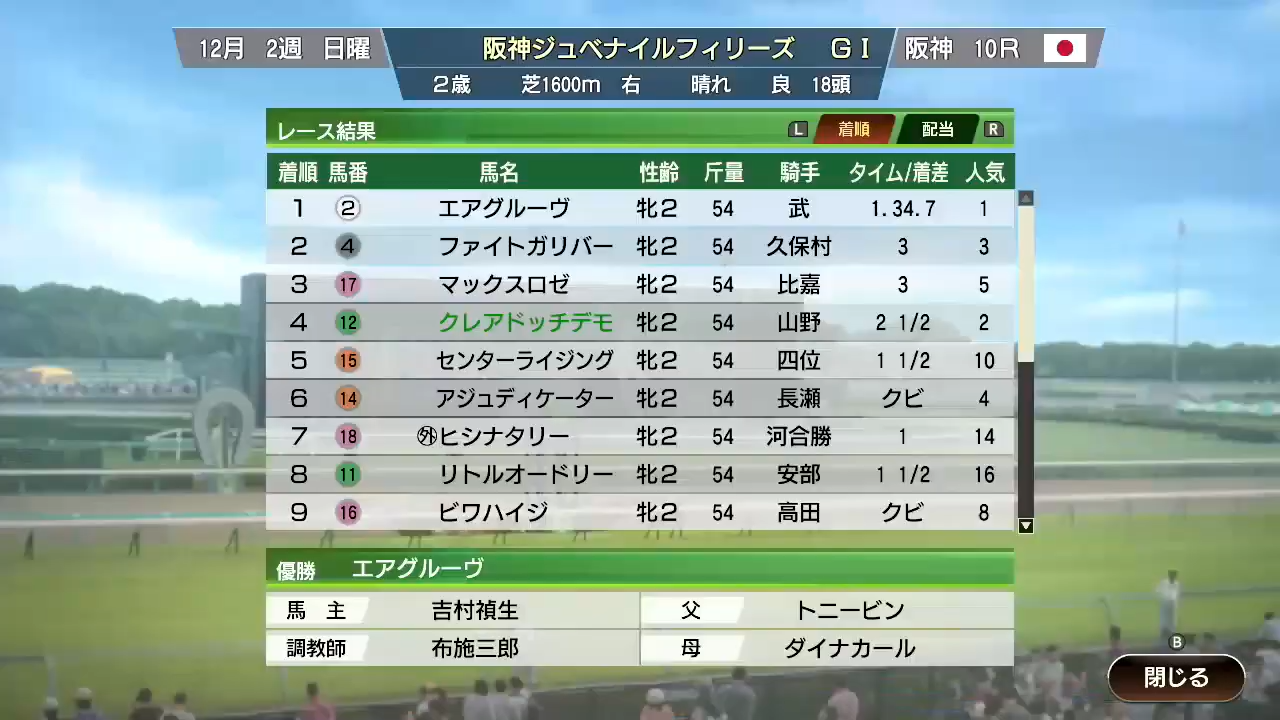 12月 2週 日曜 阪神ジュベナイルフィリーズ GI 阪神 10R
2歳 芝1600m 右 晴れ 良 18頭
レース結果 L 着順 配当 R
着順 馬番 馬名 性齢 斤量 騎手 タイム/着差 人気
1 2 エアグルーヴ 牝2 54 武 1.34.7 1
2 4 ファイトガリバー 牝2 54 久保村 3 3
3 17 マックスロゼ 牝2 54 比嘉 3 5
4 12 クレアドッチデモ 牝2 54 山野 2 1/2 2
5 15 センターライジング 牝2 54 四位 1 1/2 10
6 14 アジュディケーター 牝2 54 長瀬 クビ 4
7 18 外ヒシナタリー 牝2 54 河合勝 1 14
8 11 リトルオードリー 牝2 54 安部 1 1/2 16
9 16 ビワハイジ 牝2 54 高田 クビ 8
優勝 エアグルーヴ
馬主 吉村禎生 父 トニービン
調教師 布施三郎 母 ダイナカール
B
閉じる